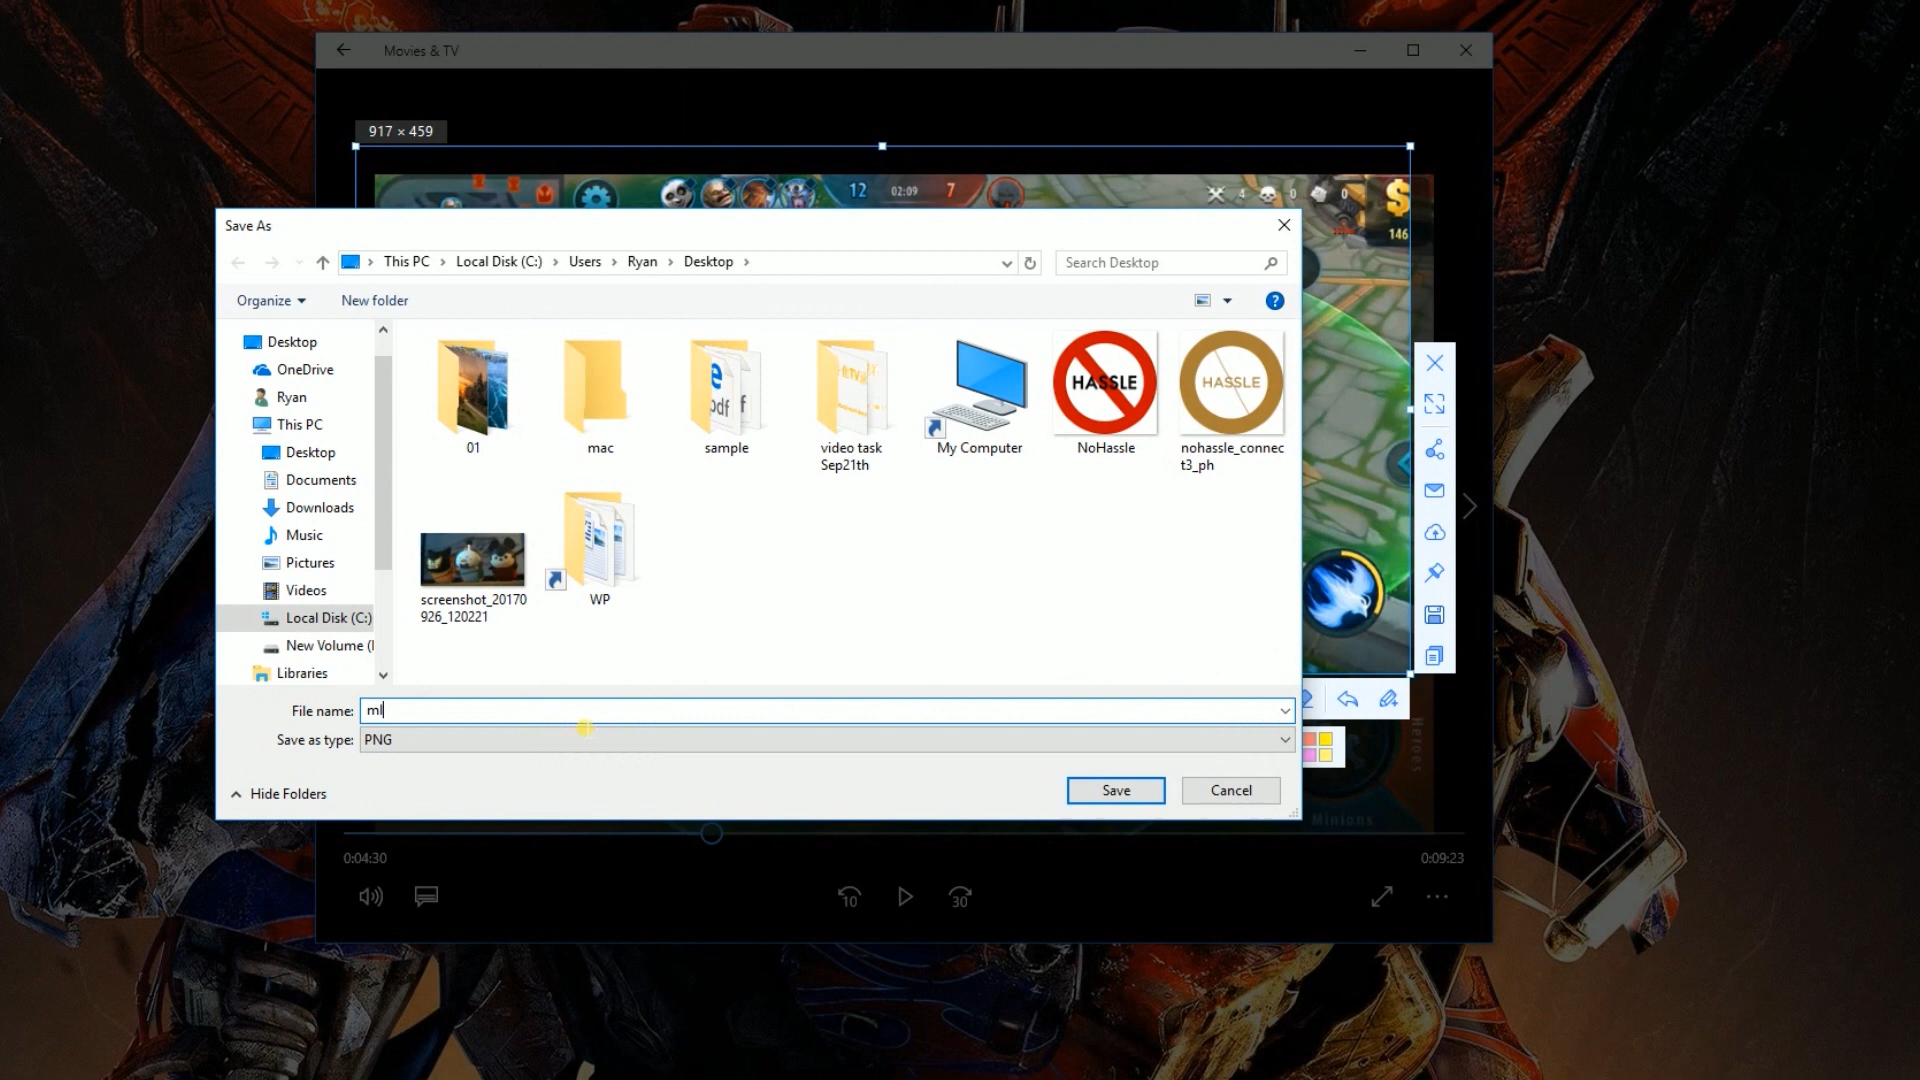 Movies & TV
917 × 459
12 02:09 7
4 0 0
146
Save As
This PC > Local Disk (C:) > Users > Ryan > Desktop >
Search Desktop
Organize
New folder
Desktop
OneDrive
Ryan
This PC
Desktop
Documents
Downloads
Music
Pictures
Videos
Local Disk (C:)
New Volume (
Libraries
01
mac
sample
video task
Sep21th
My Computer
HASSLE
NoHassle
HASSLE
nohassle_connec
t3_ph
screenshot_20170
926_120221
WP
File name: ml
Save as type: PNG
Hide Folders
Save
Cancel
Heroes
Minions
0:04:30
0:09:23
10
30